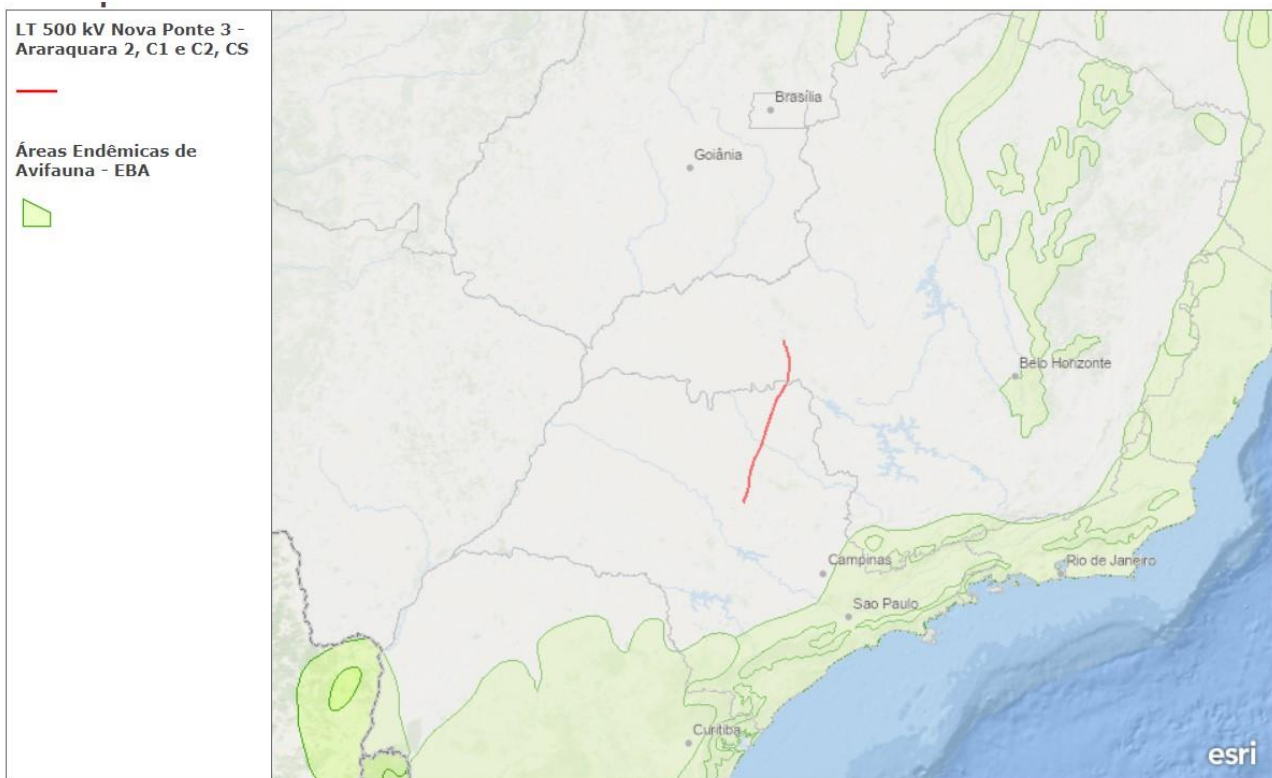 LT 500 kV Nova Ponte 3 -
Araraquara 2, C1 e C2, CS
Áreas Endêmicas de
Avifauna - EBA
Brasília
Goiânia
Belo Horizonte
Campinas
Rio de Janeiro
Sao Paulo
Curitiba
esri